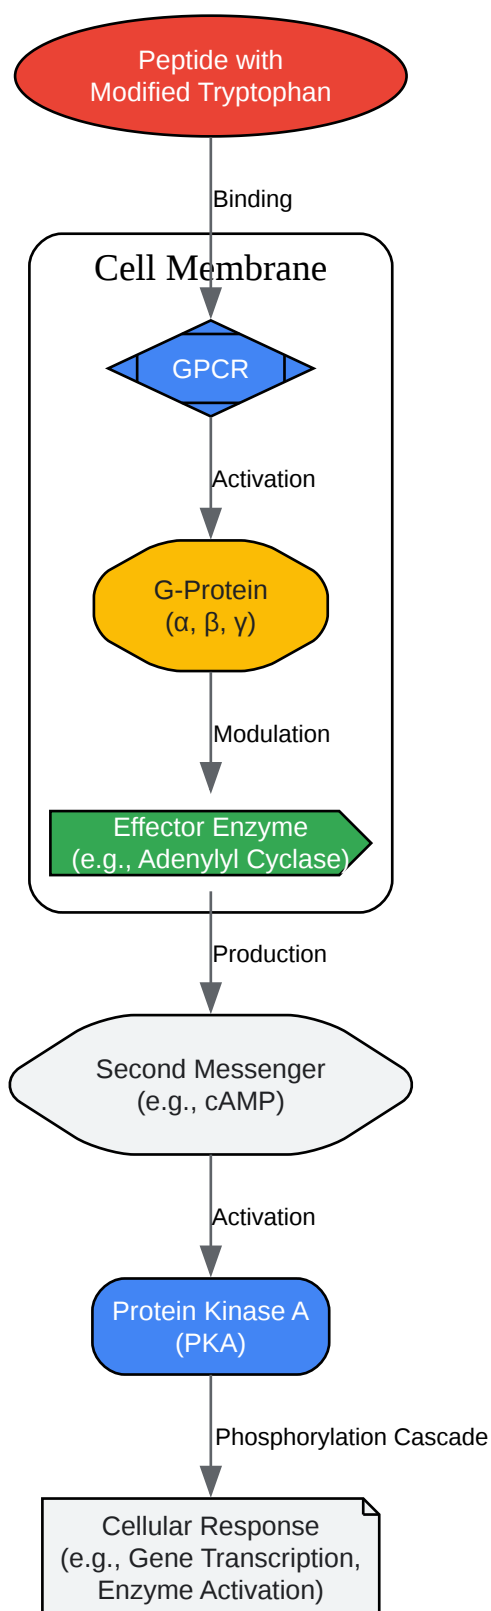 Peptide with
Modified Tryptophan
Binding
Cell Membrane
GPCR
Activation
G-Protein
(α, β, γ)
Modulation
Effector Enzyme
(e.g., Adenylyl Cyclase)
Production
Second Messenger
(e.g., cAMP)
Activation
Protein Kinase A
(PKA)
Phosphorylation Cascade
Cellular Response
(e.g., Gene Transcription,
Enzyme Activation)